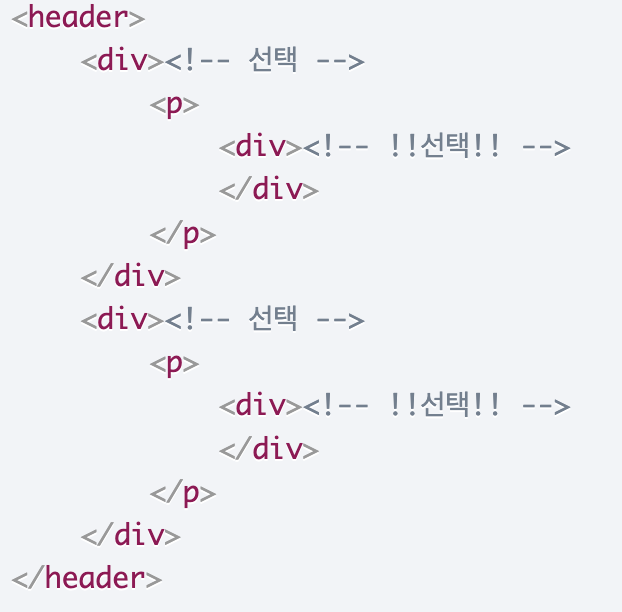 <header>
<div><!-- 선택 -->
<p>
<div><!-- !!선택!! -->
</div>
</p>
</div>
<div><!-- 선택 -->
<p>
<div><!-- !!선택!! -->
</div>
</p>
</div>
</header>